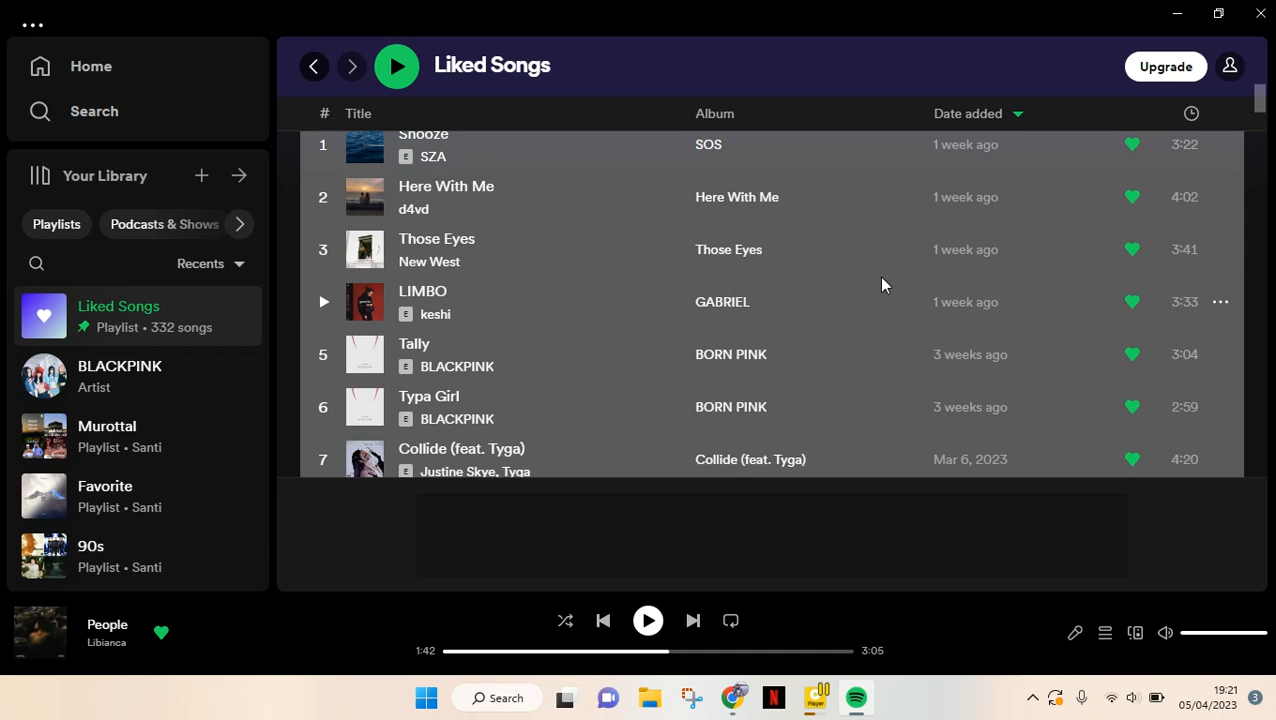 Home
Liked Songs
Upgrade
Search
# Title Album Date added
Your Library
Playlists
Podcasts & Shows
Recents
Liked Songs
Playlist • 332 songs
BLACKPINK
Artist
Murottal
Playlist • Santi
Favorite
Playlist • Santi
90s
Playlist • Santi
1 Snooze SOS 1 week ago 3:22
E SZA
2 Here With Me Here With Me 1 week ago 4:02
d4vd
3 Those Eyes Those Eyes 1 week ago 3:41
New West
LIMBO GABRIEL 1 week ago 3:33
E keshi
5 Tally BORN PINK 3 weeks ago 3:04
E BLACKPINK
6 Typa Girl BORN PINK 3 weeks ago 2:59
E BLACKPINK
7 Collide (feat. Tyga) Collide (feat. Tyga) Mar 6, 2023 4:20
E Justine Skye, Tyga
People
Libianca
1:42 3:05
Search
Player
19:21
05/04/2023
3